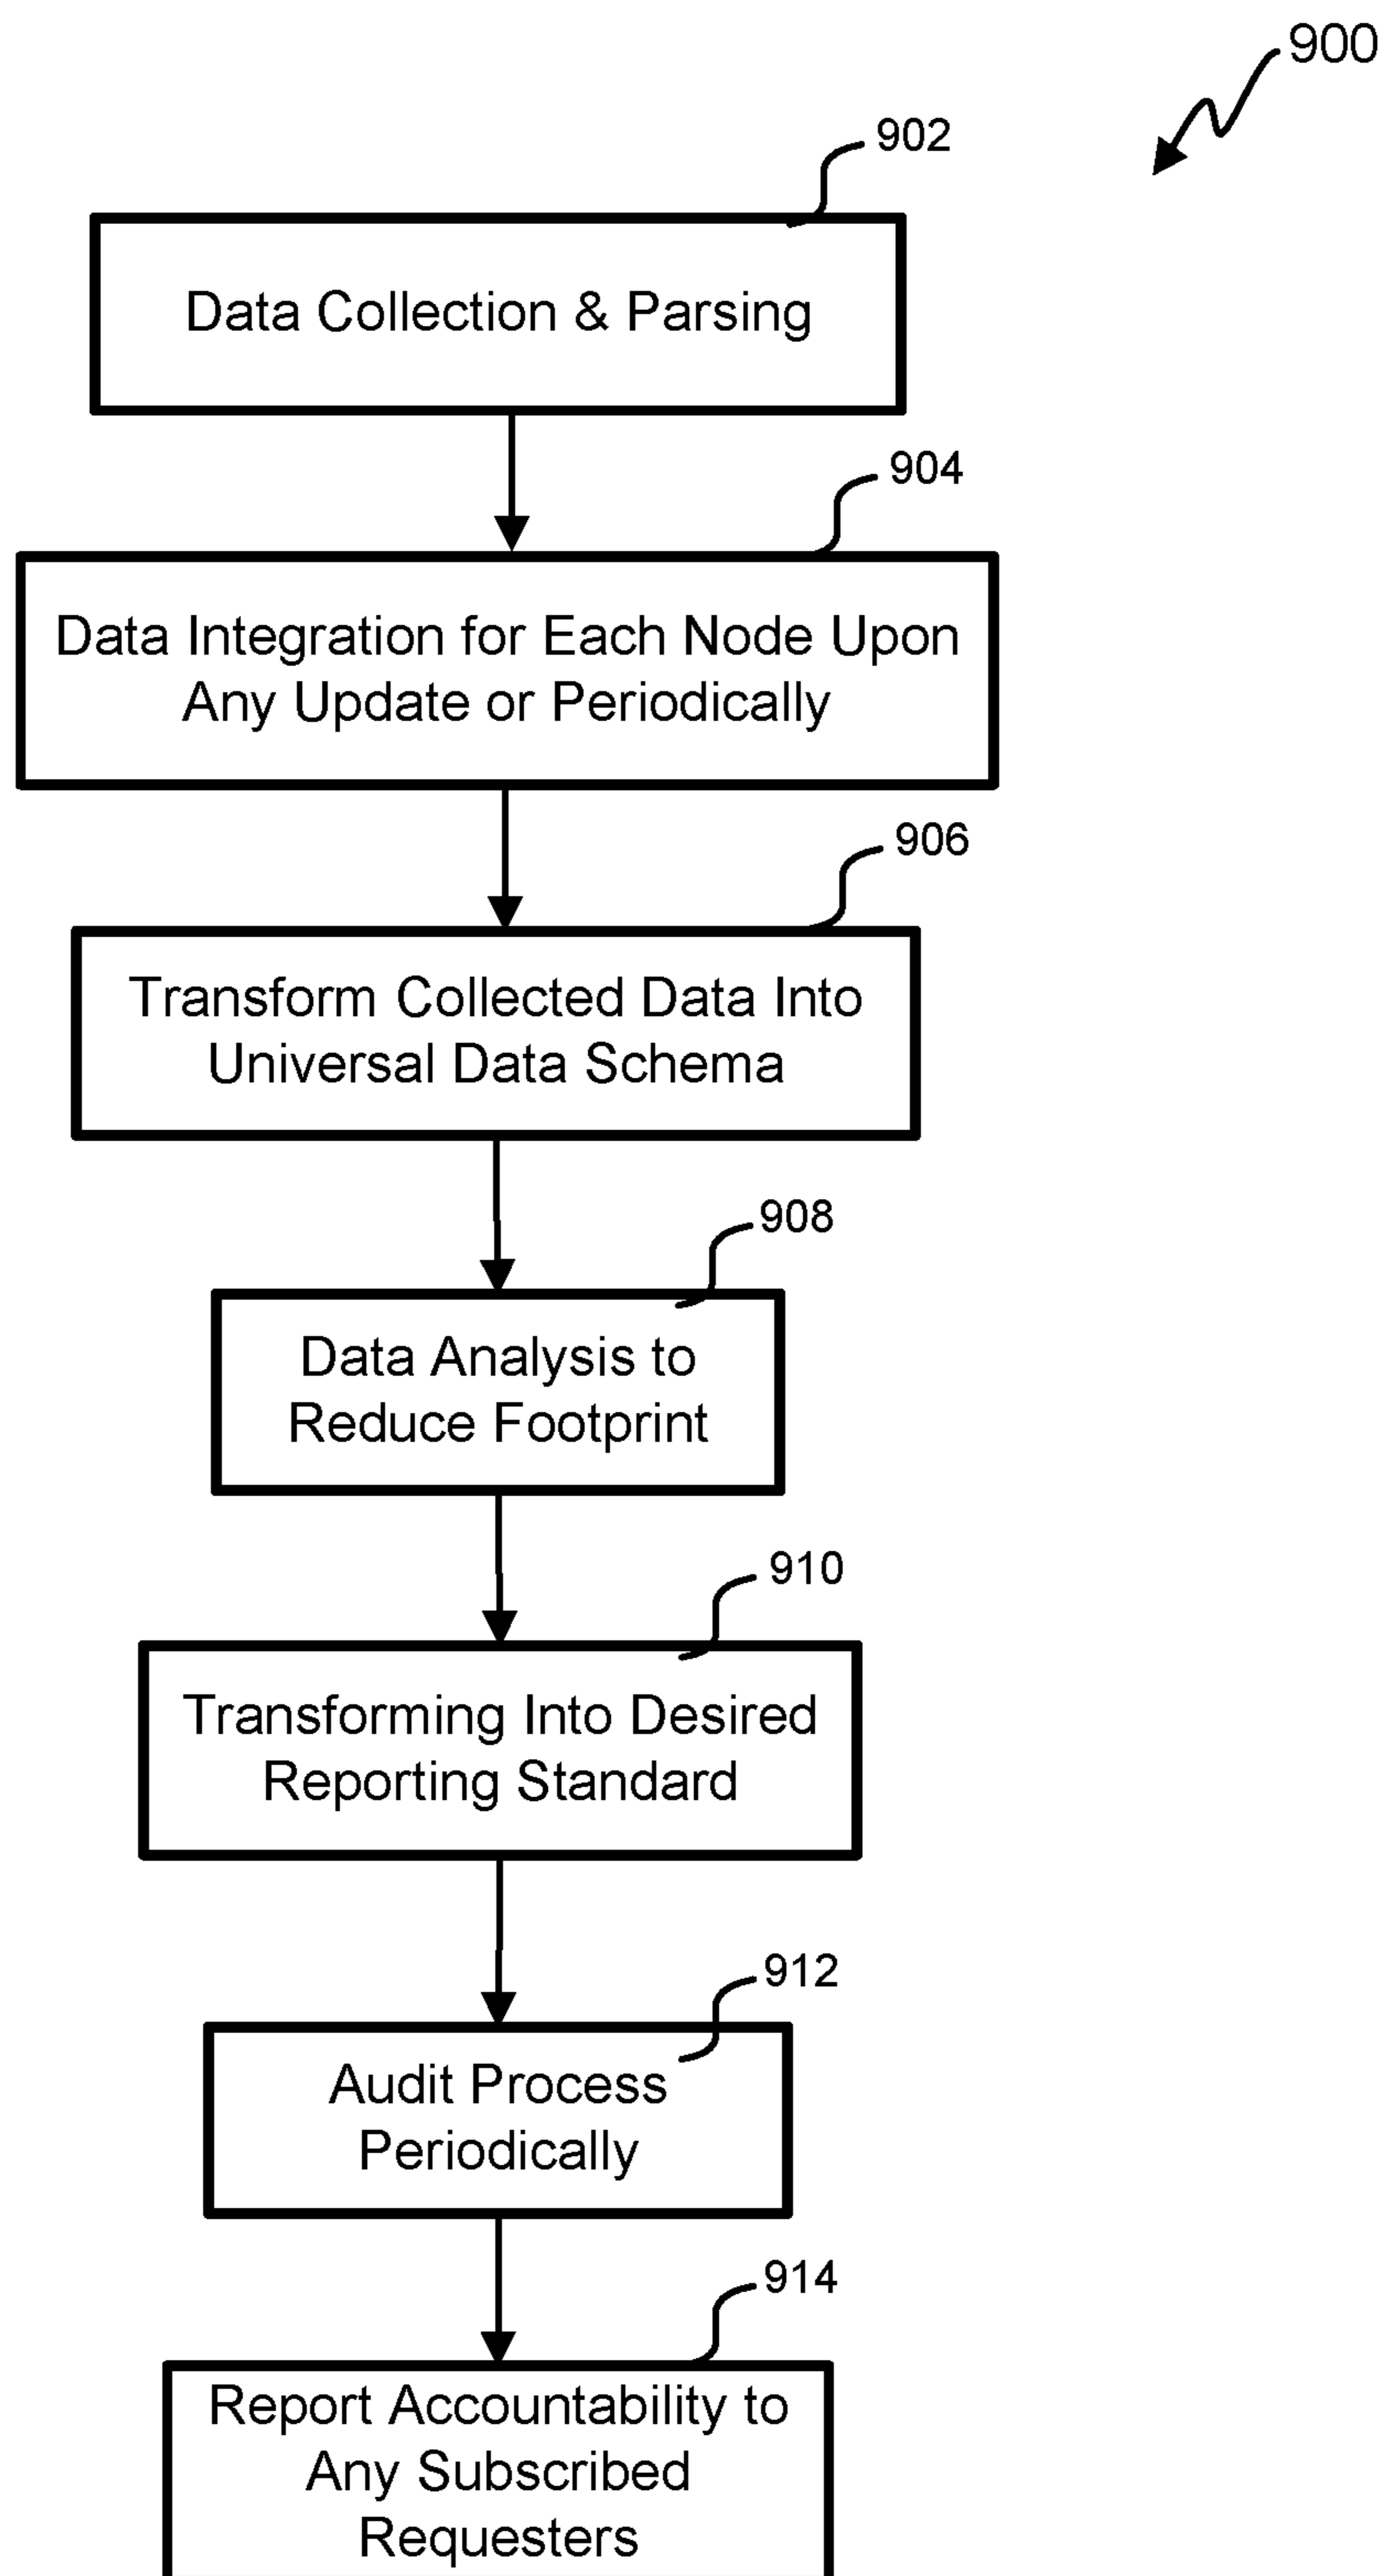 900
902
Data Collection & Parsing
904
Data Integration for Each Node Upon
Any Update or Periodically
906
Transform Collected Data Into
Universal Data Schema
908
Data Analysis to
Reduce Footprint
910
Transforming Into Desired
Reporting Standard
912
Audit Process
Periodically
914
Report Accountability to
Any Subscribed
Requesters